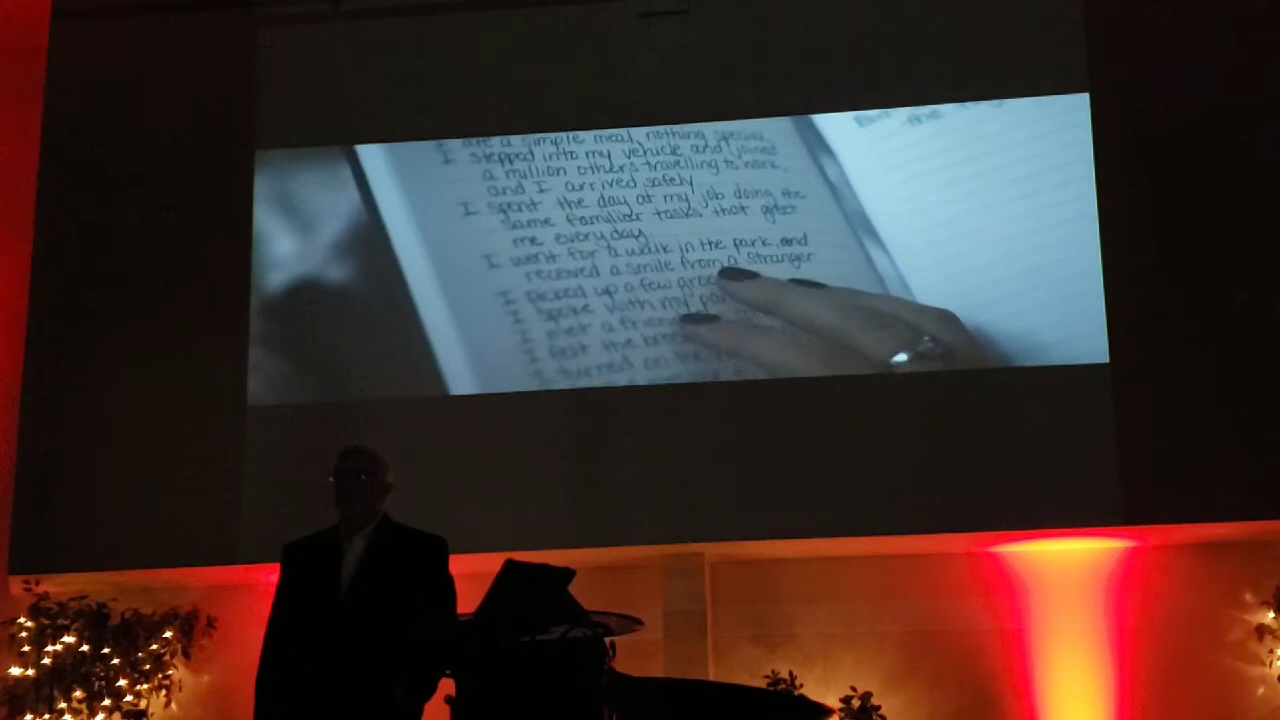 I ate a simple meal, nothing special
I stepped into my vehicle and joined
a million others travelling to work,
and I arrived safely
I spent the day at my job doing the
same familiar tasks that greet
me every day
I went for a walk in the park, and
received a smile from a stranger
I picked up a few
I spoke with my
I met a friend
I felt the
I turned on the